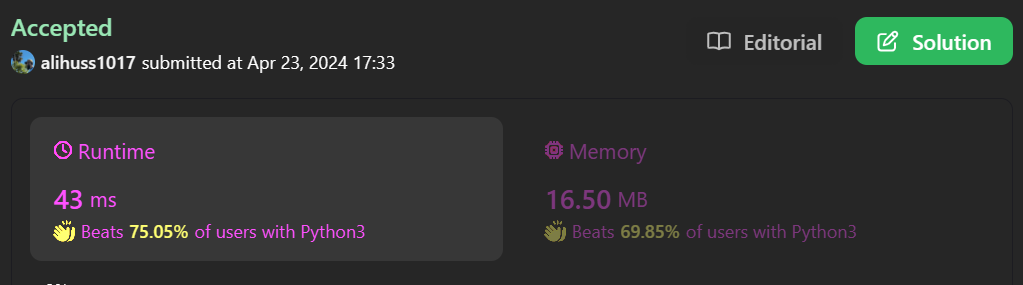 Accepted
alihuss1017 submitted at Apr 23, 2024 17:33
Editorial
Solution
Runtime
43 ms
Beats 75.05% of users with Python3
Memory
16.50 MB
Beats 69.85% of users with Python3